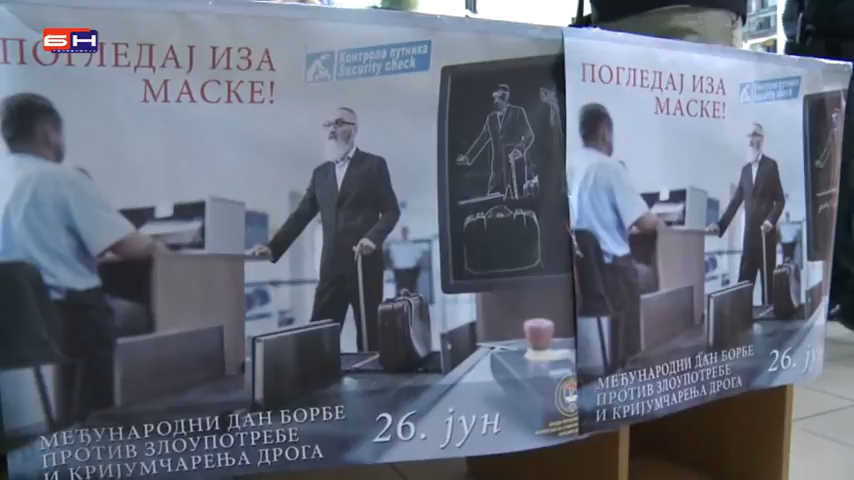 БН
ПОГЛЕДАЈ ИЗА
МАСКЕ!
Контрола путника
Security check
МЕЂУНАРОДНИ ДАН БОРБЕ
ПРОТИВ ЗЛОУПОТРЕБЕ
И КРИЈУМЧАРЕЊА ДРОГА
26. јун
ПОГЛЕДАЈ ИЗА
МАСКЕ!
Контрола путника
Security check
МЕЂУНАРОДНИ ДАН БОРБЕ
ПРОТИВ ЗЛОУПОТРЕБЕ
И КРИЈУМЧАРЕЊА ДРОГА
26. јун